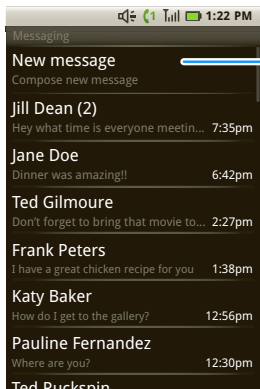 1:22 PM
Messaging
New message
Compose new message
Jill Dean (2)
Hey what time is everyone meetin... 7:35pm
Jane Doe
Dinner was amazing!! 6:42pm
Ted Gilmoure
Don't forget to bring that movie to... 2:27pm
Frank Peters
I have a great chicken recipe for you 1:38pm
Katy Baker
How do I get to the gallery? 12:56pm
Pauline Fernandez
Where are you? 12:30pm
Ted Ruckspin